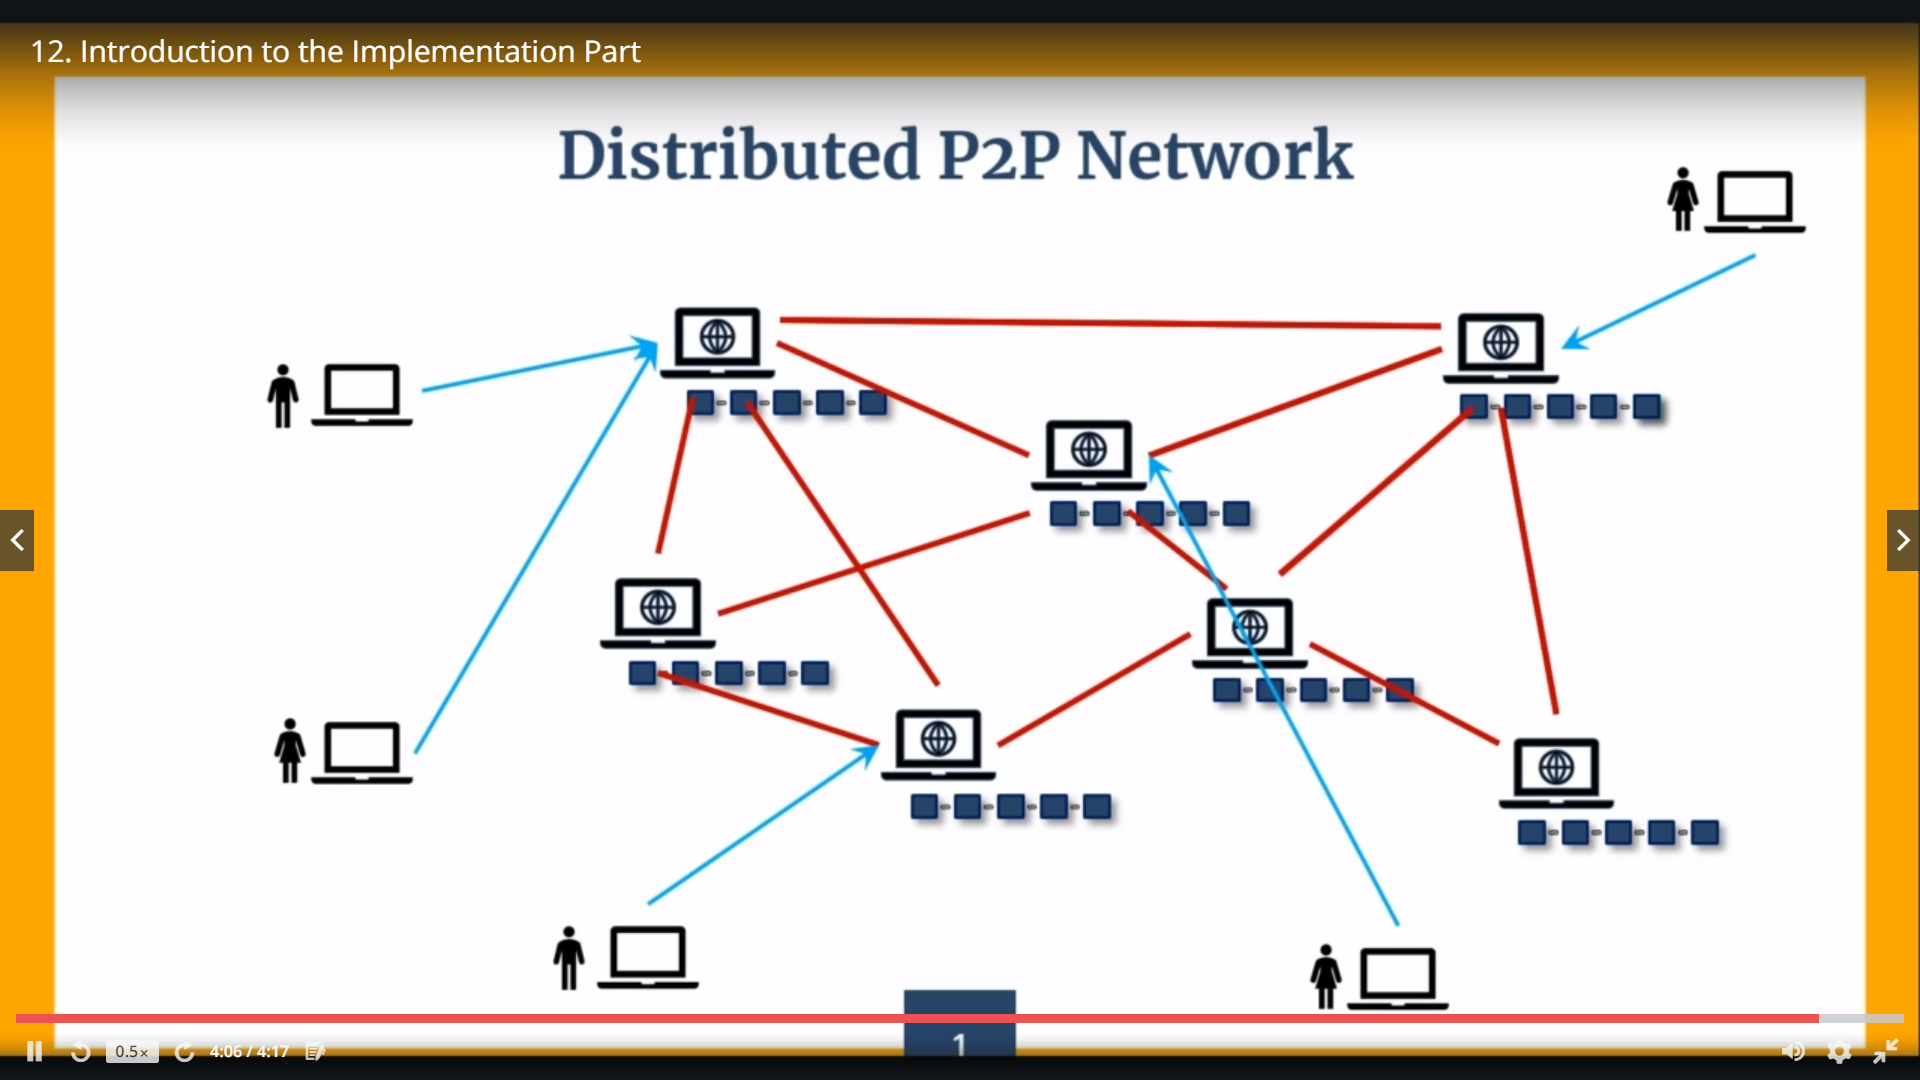 12. Introduction to the Implementation Part
Distributed P2P Network
1
0.5×
4:06 / 4:17